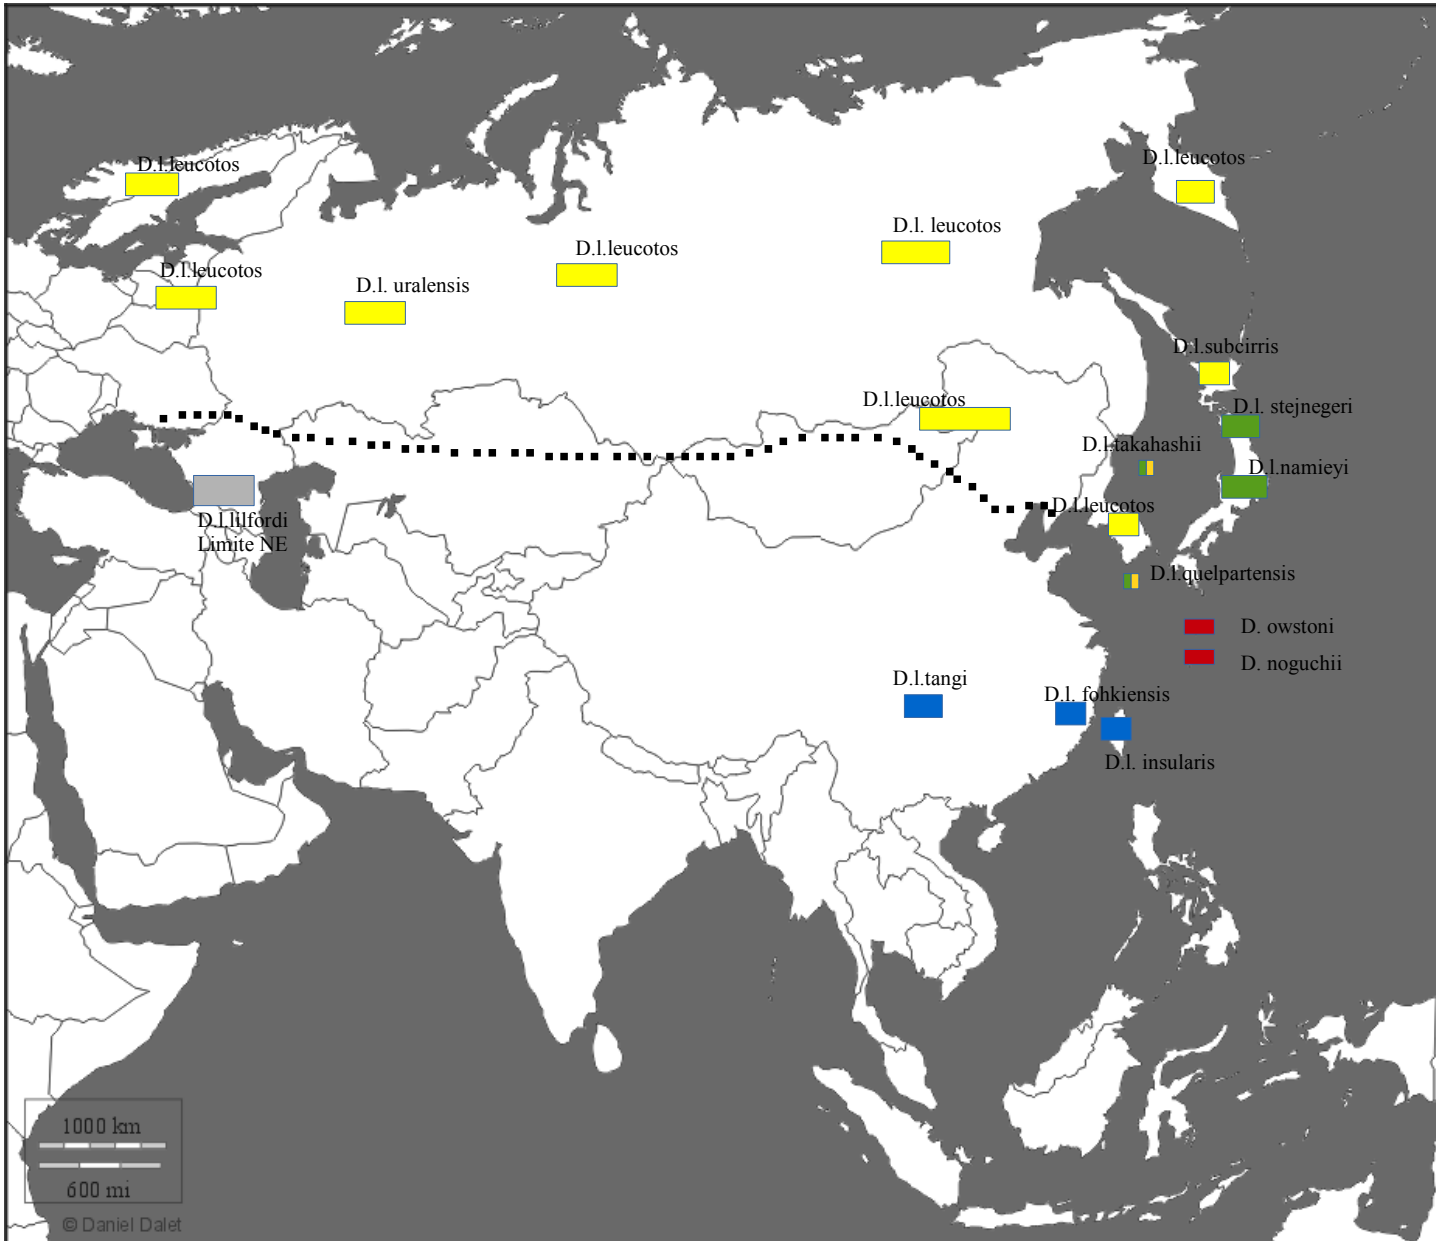 D.l.leucotos
D.l.leucotos
D.l. leucotos
D.l.leucotos
D.l.leucotos
D.l. uralensis
D.l.subcirris
D.l.leucotos
D.l. stejnegeri
D.l.takahashii
D.l.namieyi
D.l.leucotos
D.l.lilfordi
Limite NE
D.l.quelpartensis
D. owstoni
D. noguchii
D.l.tangi
D.l. fohkiensis
D.l. insularis
1000 km
600 mi
© Daniel Dalet